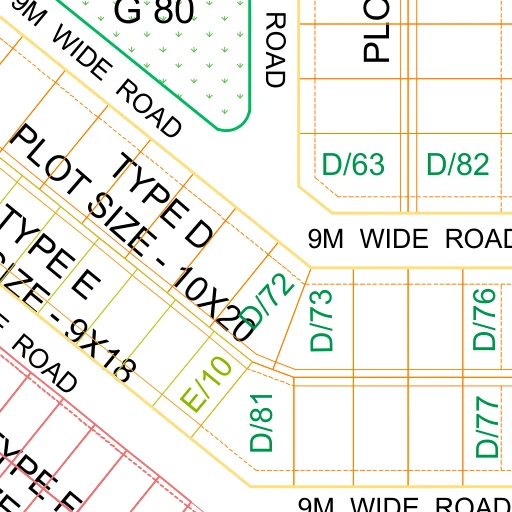 G 80
9M WIDE ROAD
ROAD
PLO
D/63
D/82
9M WIDE ROAD
TYPE D
PLOT SIZE - 10X20
D/72
D/73
D/76
TYPE E
SIZE - 9X18
E/10
D/81
D/77
E ROAD
TYPE F
9M WIDE ROAD